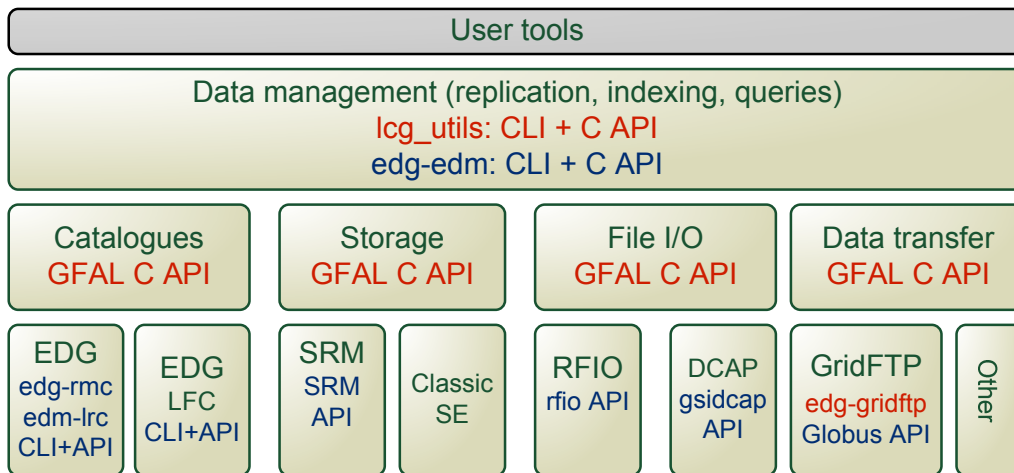 User tools
Data management (replication, indexing, queries)
lcg_utils: CLI + C API
edg-edm: CLI + C API
Catalogues
GFAL C API
Storage
GFAL C API
File I/O
GFAL C API
Data transfer
GFAL C API
EDG
edg-rmc
edm-lrc
CLI+API
EDG
LFC
CLI+API
SRM
SRM
API
Classic
SE
RFIO
rfio API
DCAP
gsidcap
API
GridFTP
edg-gridftp
Globus API
Other